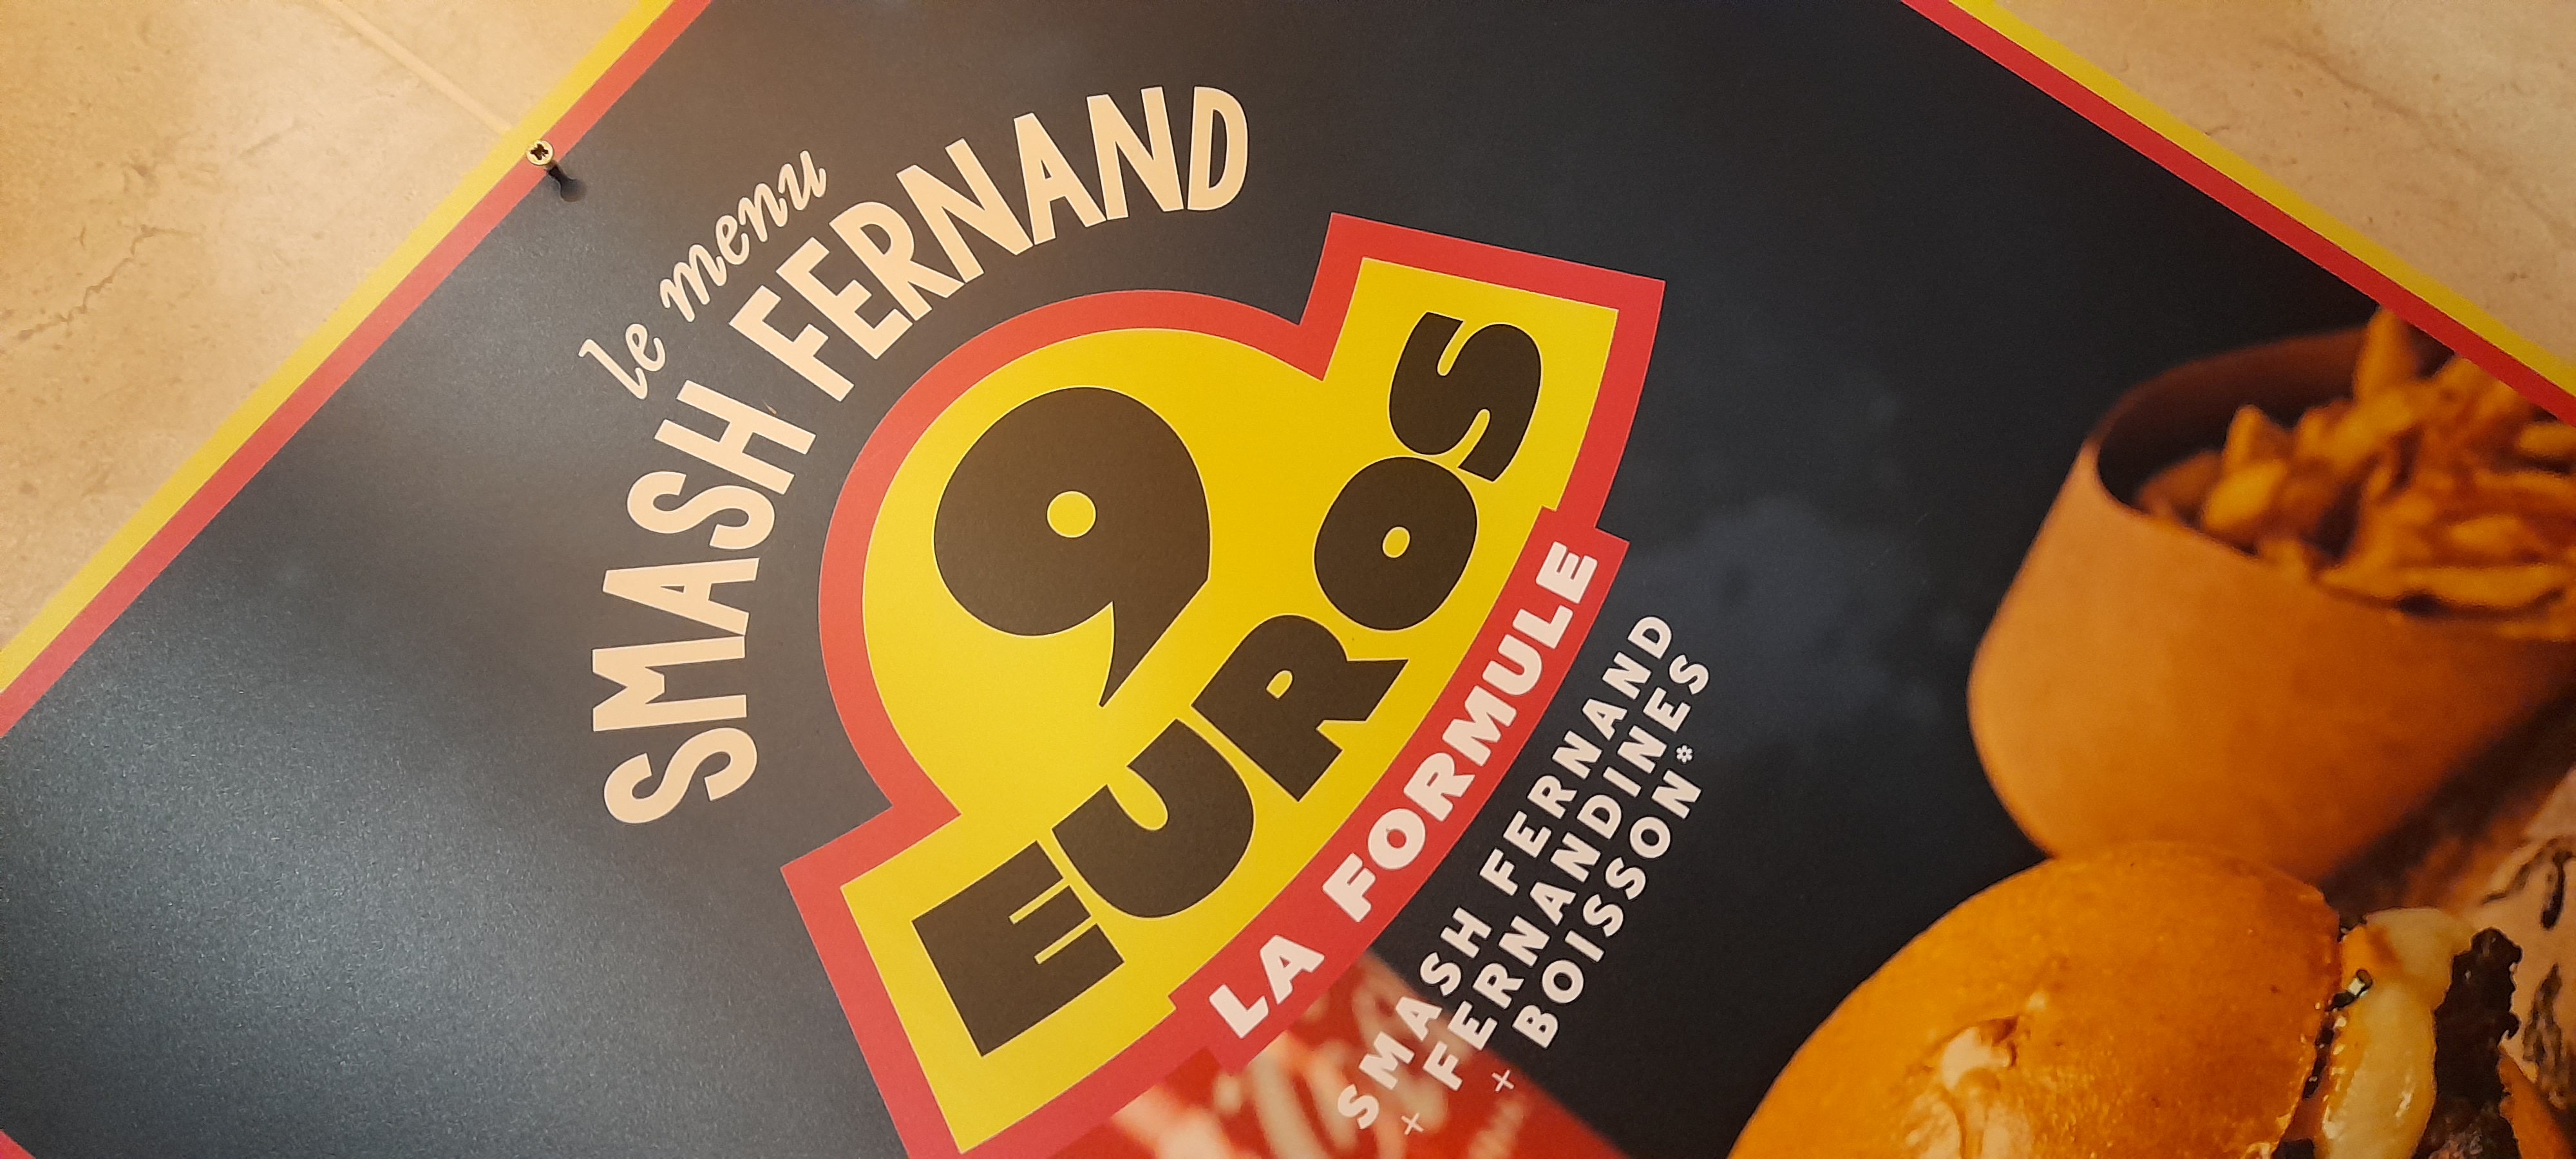 le menu
SMASH FERNAND
9
EUROS
LA FORMULE
SMASH FERNAND
+ FERNANDINES
+ BOISSON*